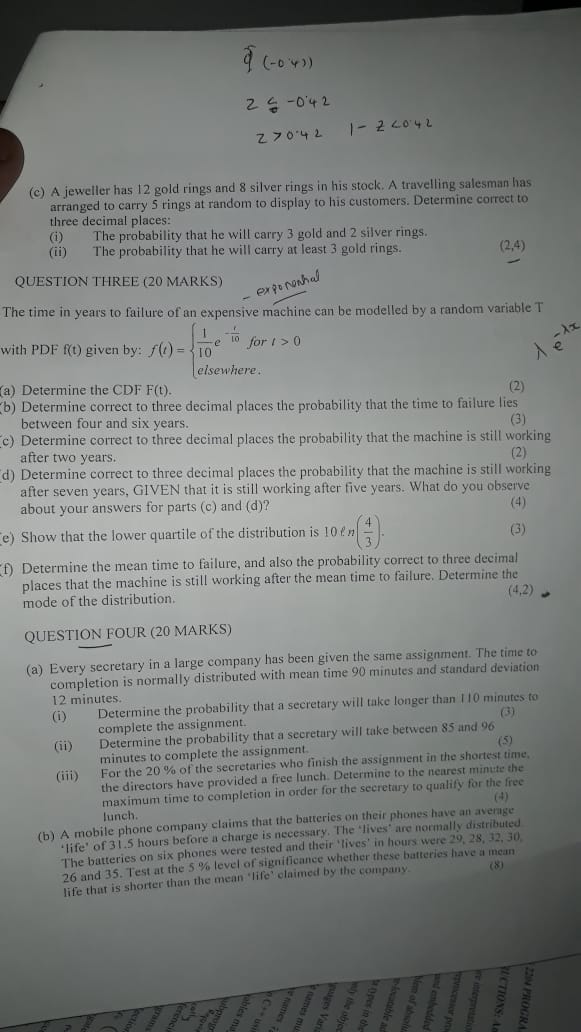 (-0.4))
z ≤ -0.42
z > 0.42 1 - z < 0.42
(c) A jeweller has 12 gold rings and 8 silver rings in his stock. A travelling salesman has
arranged to carry 5 rings at random to display to his customers. Determine correct to
three decimal places:
(i) The probability that he will carry 3 gold and 2 silver rings.
(ii) The probability that he will carry at least 3 gold rings. (2,4)
QUESTION THREE (20 MARKS) - exponential
The time in years to failure of an expensive machine can be modelled by a random variable T
with PDF f(t) given by: f(t) = { 1/10 e^(-t/10) for t > 0
elsewhere.
λ e^(-λx)
(a) Determine the CDF F(t). (2)
(b) Determine correct to three decimal places the probability that the time to failure lies
between four and six years. (3)
(c) Determine correct to three decimal places the probability that the machine is still working
after two years. (2)
(d) Determine correct to three decimal places the probability that the machine is still working
after seven years, GIVEN that it is still working after five years. What do you observe
about your answers for parts (c) and (d)? (4)
(e) Show that the lower quartile of the distribution is 10 ℓn(4/3). (3)
(f) Determine the mean time to failure, and also the probability correct to three decimal
places that the machine is still working after the mean time to failure. Determine the
mode of the distribution. (4,2)
QUESTION FOUR (20 MARKS)
(a) Every secretary in a large company has been given the same assignment. The time to
completion is normally distributed with mean time 90 minutes and standard deviation
12 minutes.
(i) Determine the probability that a secretary will take longer than 110 minutes to
complete the assignment. (3)
(ii) Determine the probability that a secretary will take between 85 and 96
minutes to complete the assignment. (5)
(iii) For the 20 % of the secretaries who finish the assignment in the shortest time,
the directors have provided a free lunch. Determine to the nearest minute the
maximum time to completion in order for the secretary to qualify for the free
lunch. (4)
(b) A mobile phone company claims that the batteries on their phones have an average
'life' of 31.5 hours before a charge is necessary. The 'lives' are normally distributed.
The batteries on six phones were tested and their 'lives' in hours were 29, 28, 32, 30,
26 and 35. Test at the 5 % level of significance whether these batteries have a mean
life that is shorter than the mean 'life' claimed by the company. (8)